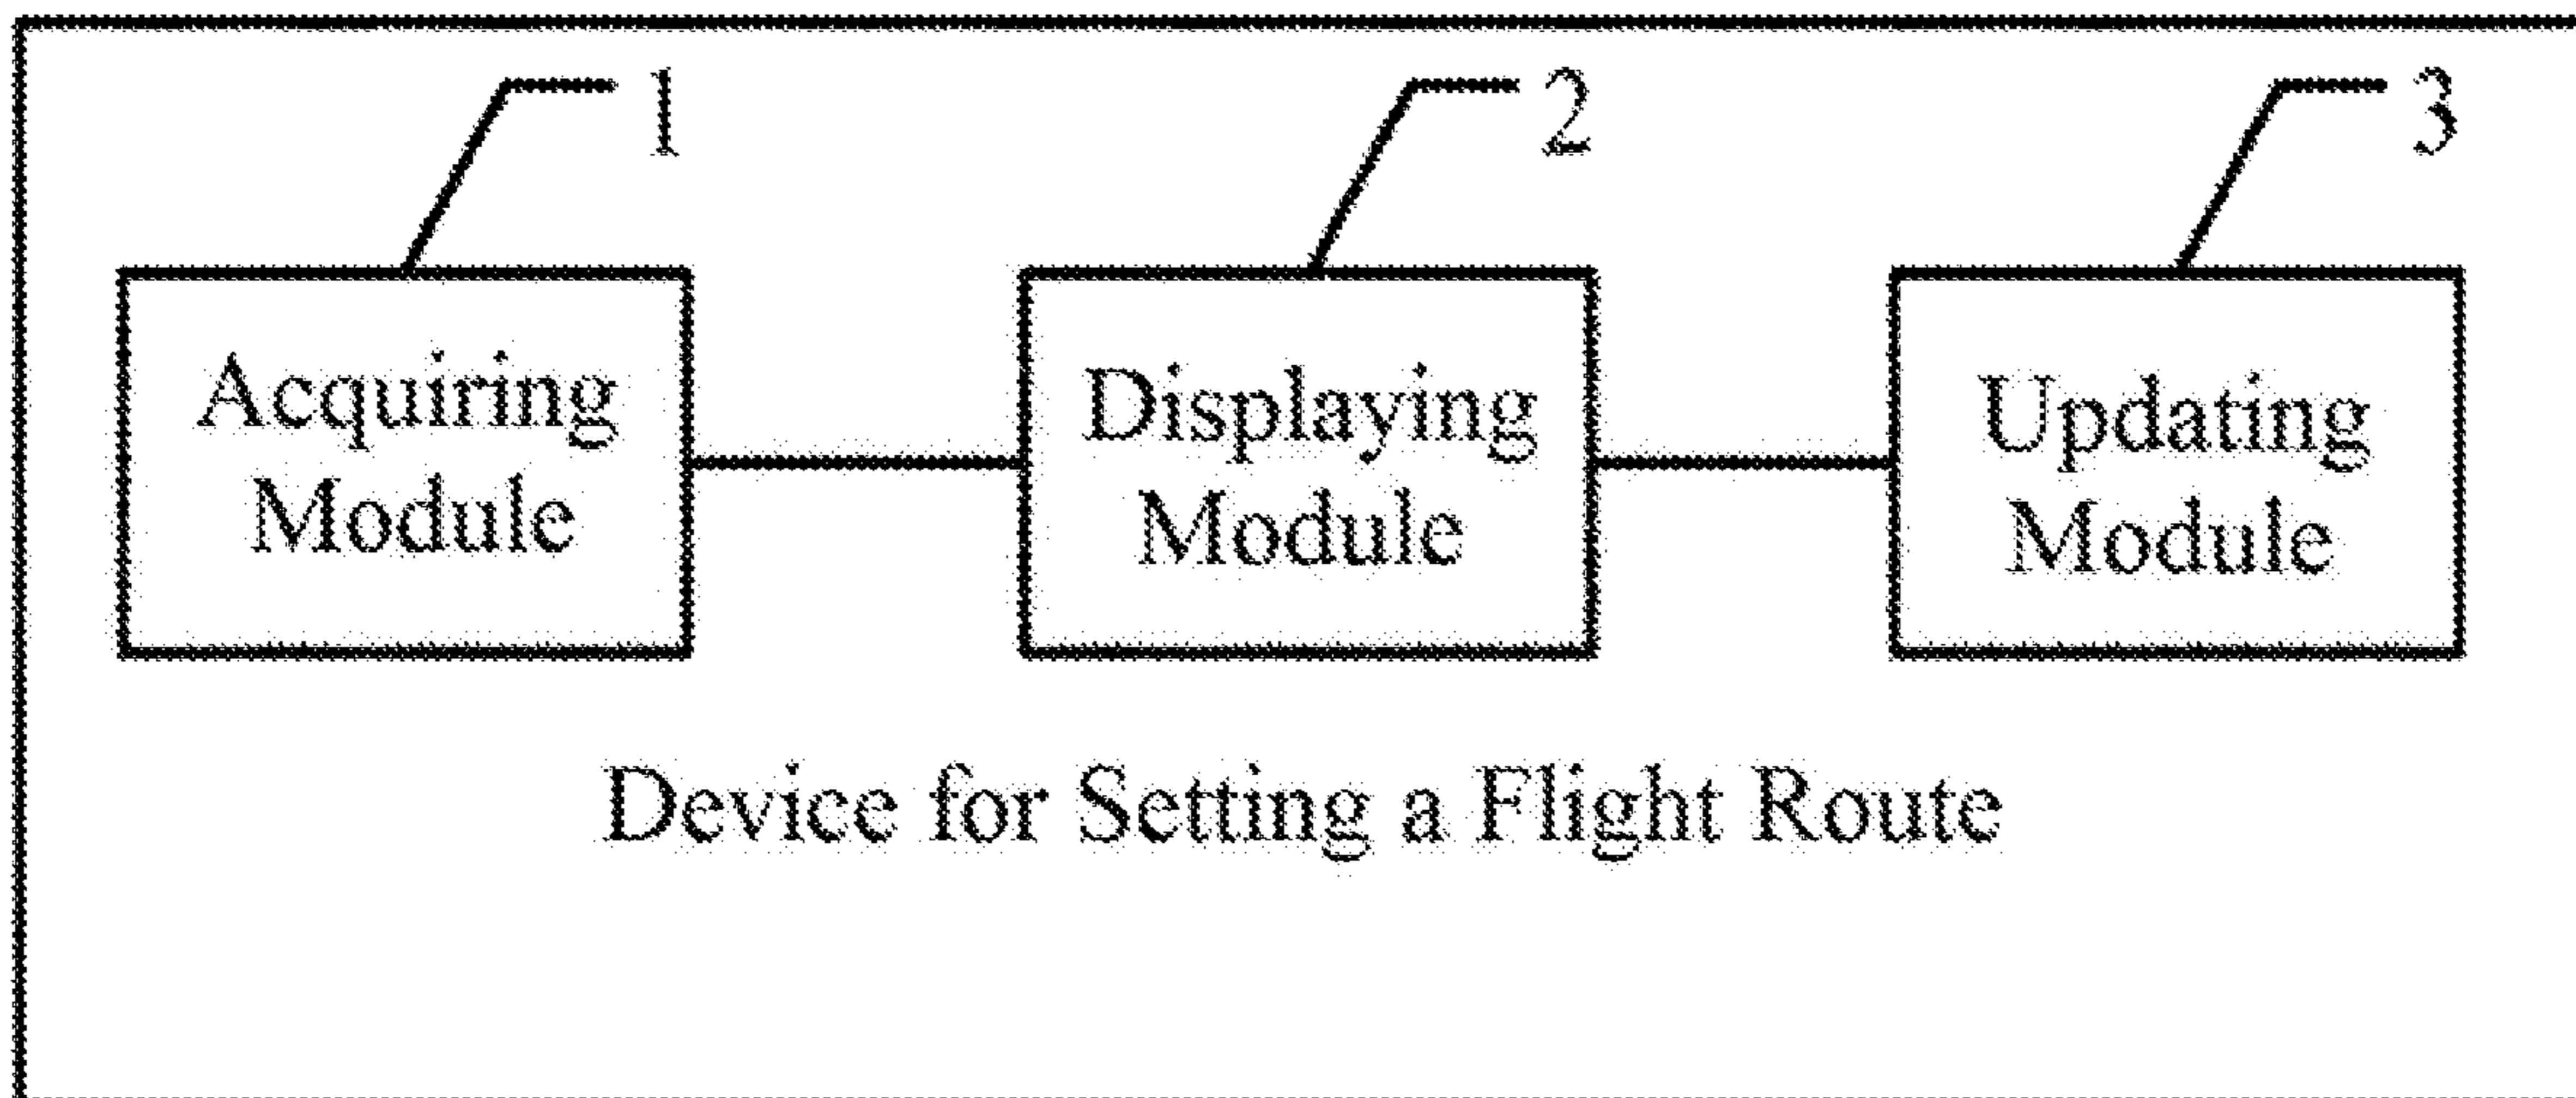 1
2
3
Acquiring
Module
Displaying
Module
Updating
Module
Device for Setting a Flight Route